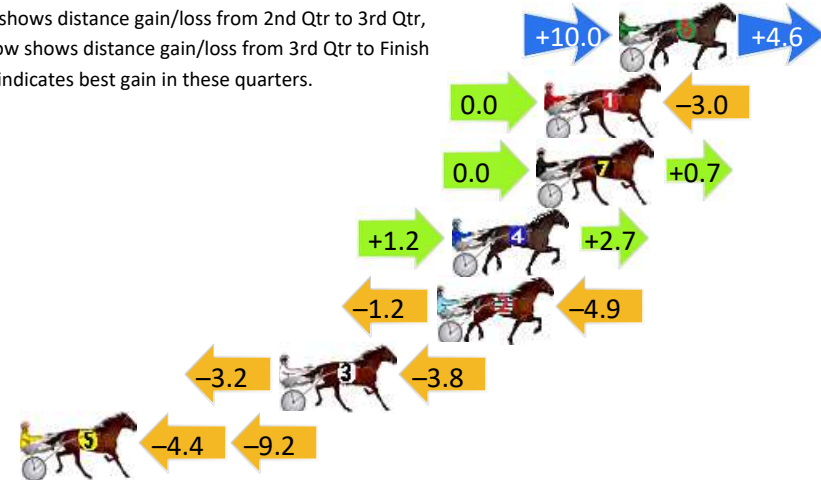 shows distance gain/loss from 2nd Qtr to 3rd Qtr,
ow shows distance gain/loss from 3rd Qtr to Finish
indicates best gain in these quarters.
+10.0 6 +4.6
0.0 1 –3.0
0.0 7 +0.7
+1.2 4 +2.7
–1.2 2 –4.9
–3.2 3 –3.8
5 –4.4 –9.2